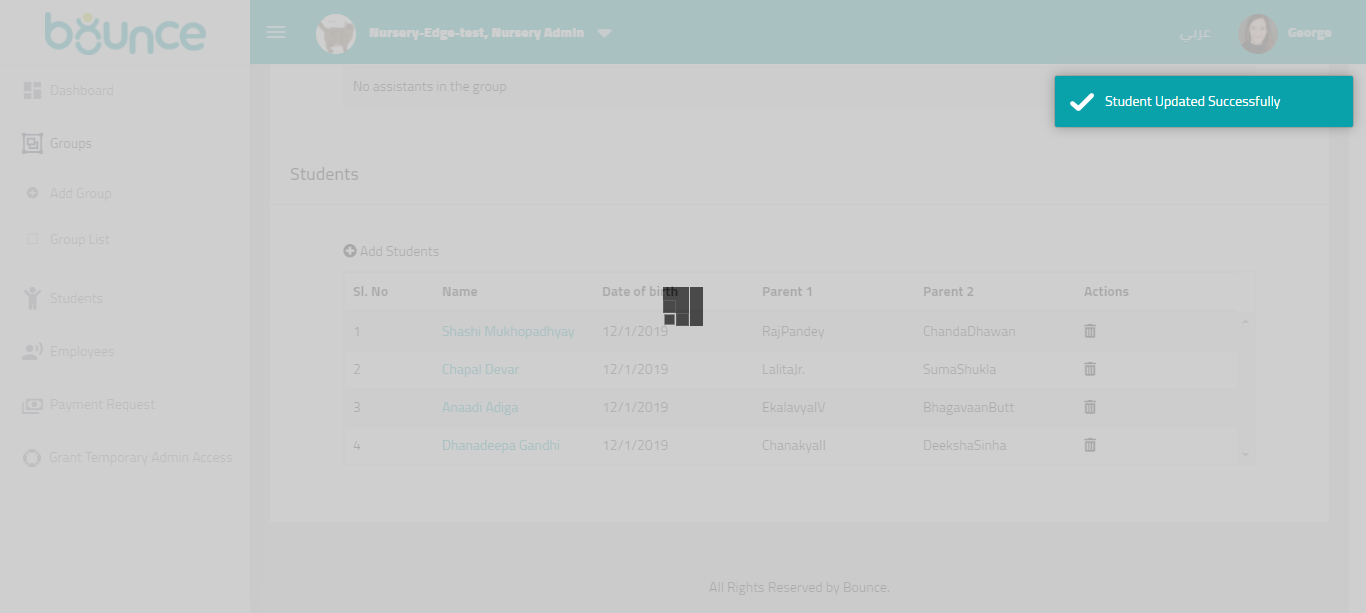 bounce
Nursery-Edge-test, Nursery Admin
عربي
George
Dashboard
Groups
Add Group
Group List
Students
Employees
Payment Request
Grant Temporary Admin Access
No assistants in the group
Student Updated Successfully
Students
Add Students
Sl. No Name Date of birth Parent 1 Parent 2 Actions
1 Shashi Mukhopadhyay 12/1/2019 RajPandey ChandaDhawan
2 Chapal Devar 12/1/2019 LalitaJr. SumaShukla
3 Anaadi Adiga 12/1/2019 EkalavyaIV BhagavaanButt
4 Dhanadeepa Gandhi 12/1/2019 ChanakyaII DeekshaSinha
All Rights Reserved by Bounce.